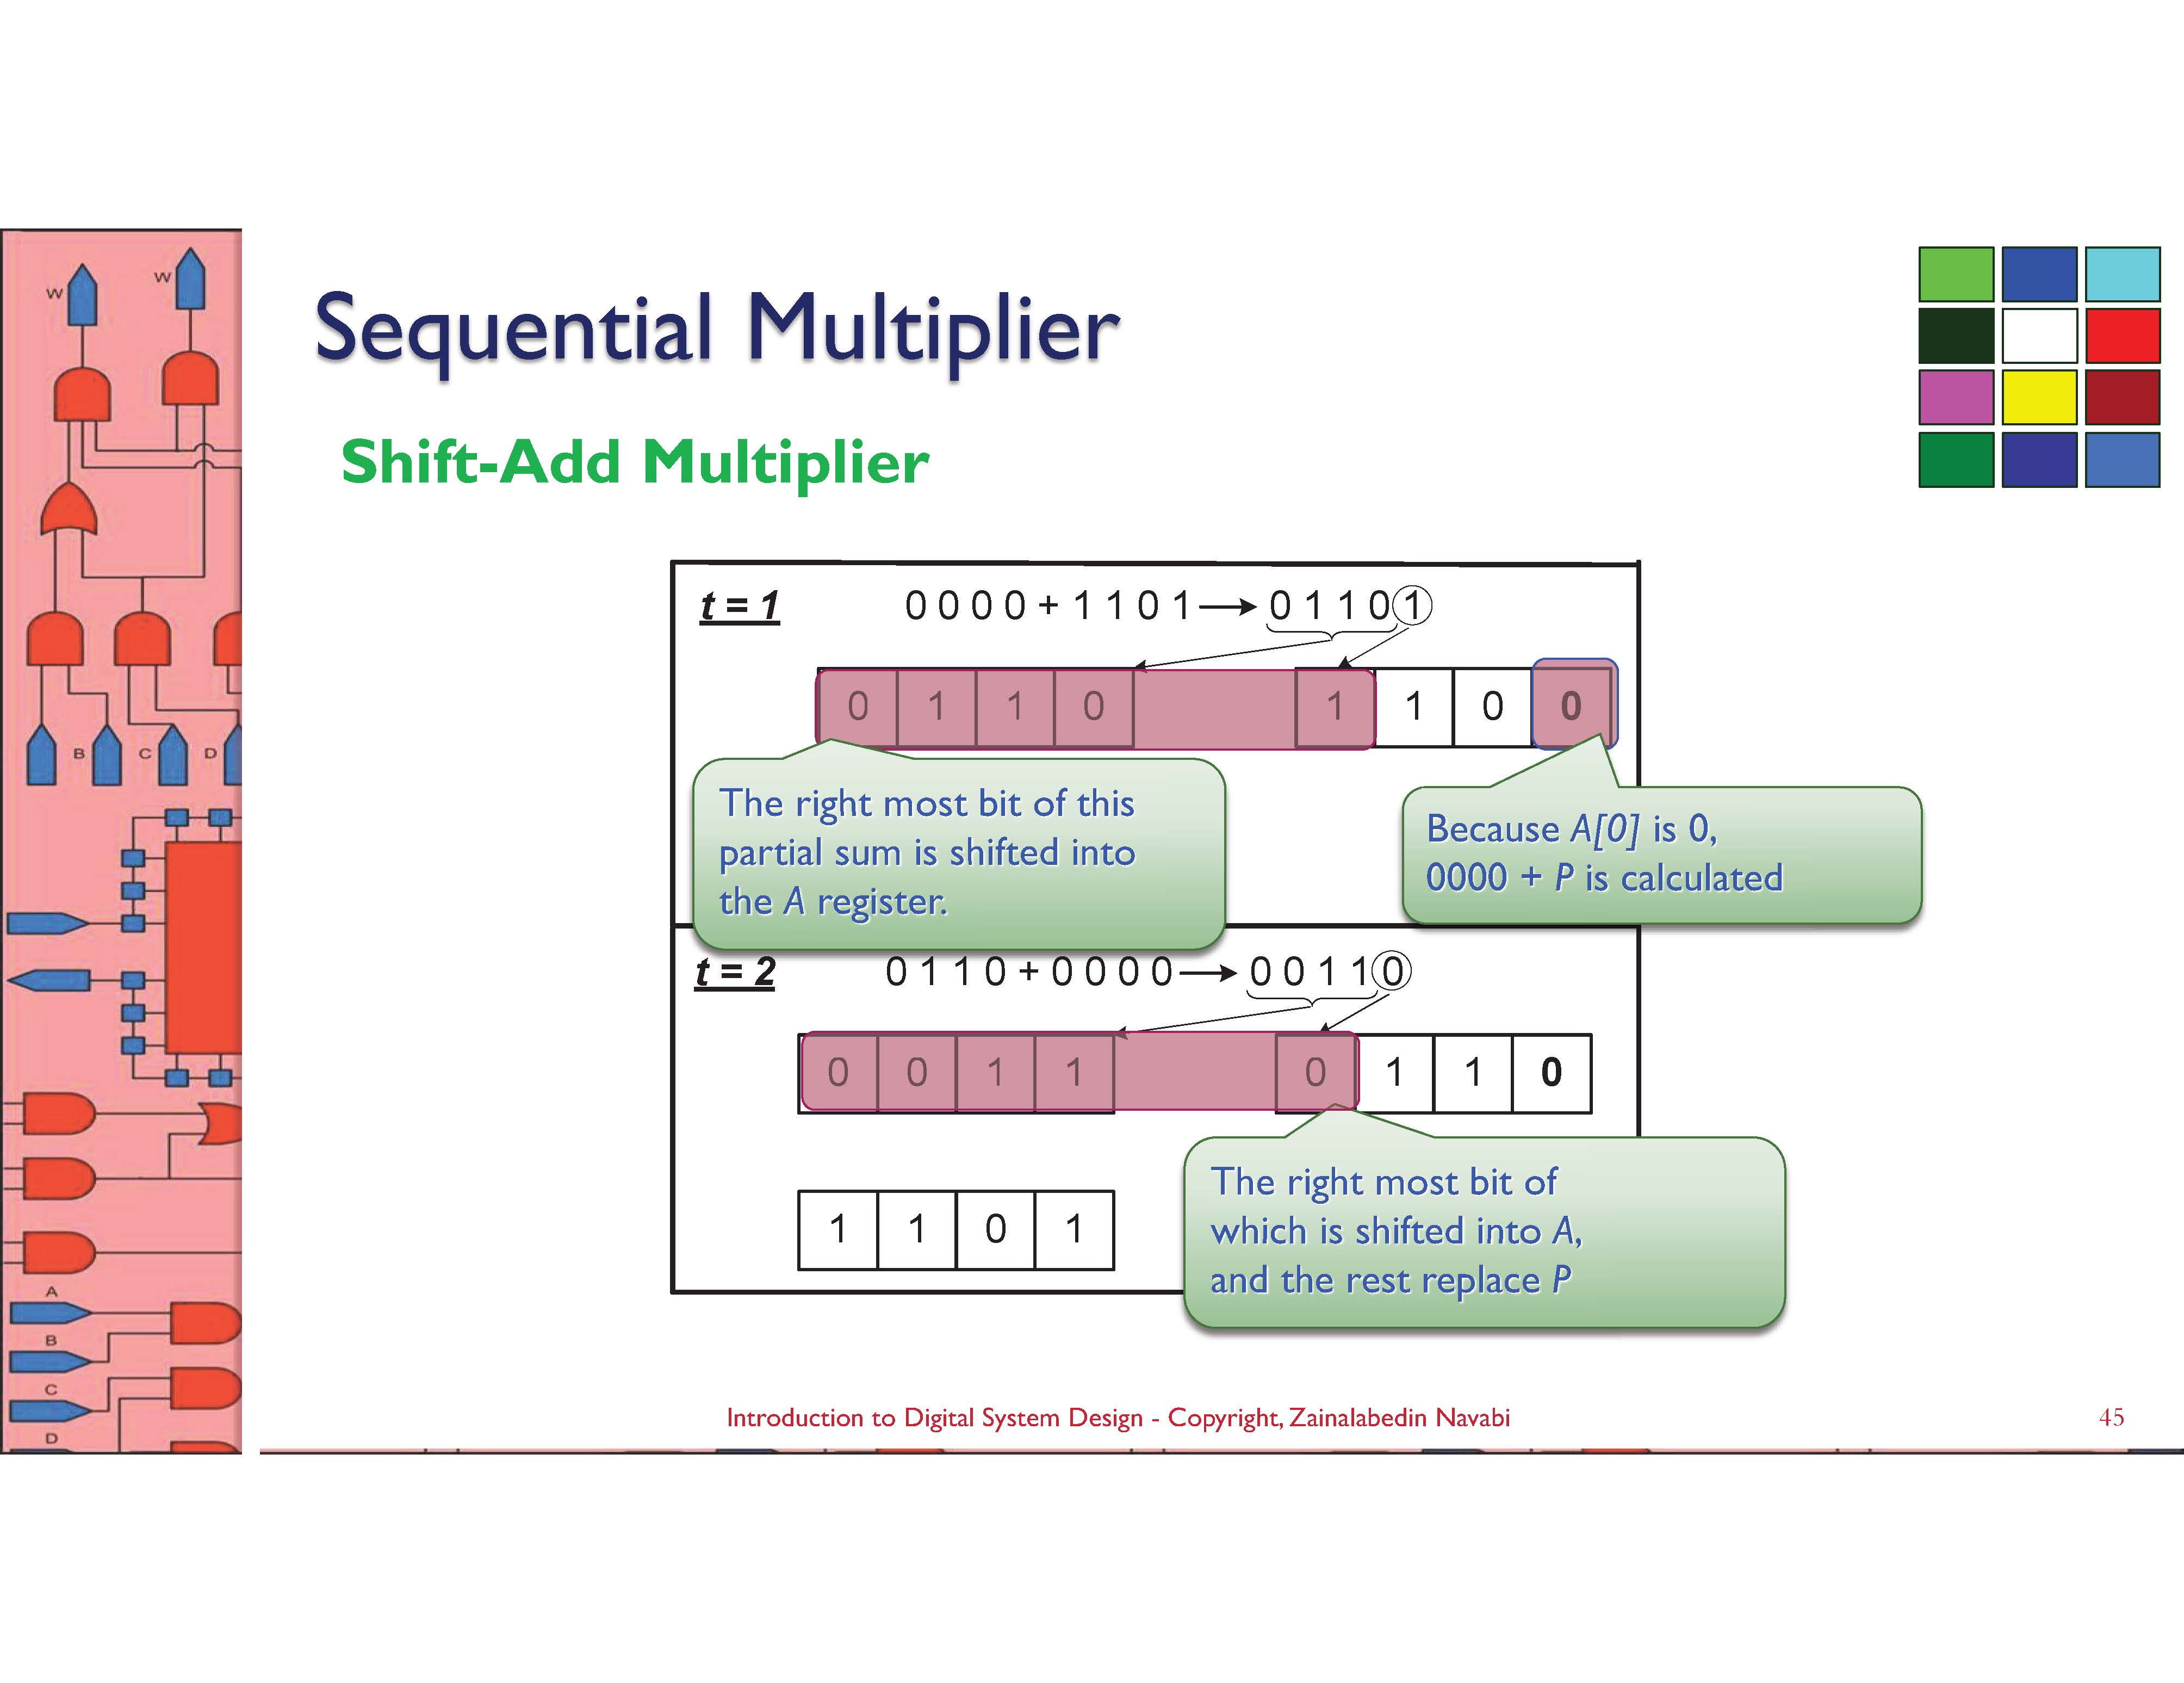 Sequential Multiplier
Shift-Add Multiplier
t = 1 0 0 0 0 + 1 1 0 1 → 0 1 1 0 1
0 1 1 0 1 1 0 0
The right most bit of this
partial sum is shifted into
the A register.
Because A[0] is 0,
0000 + P is calculated
t = 2 0 1 1 0 + 0 0 0 0 → 0 0 1 1 0
0 0 1 1 0 1 1 0
1 1 0 1
The right most bit of
which is shifted into A,
and the rest replace P
Introduction to Digital System Design - Copyright, Zainalabedin Navabi
45
W
W
B C D
A
B
C
D